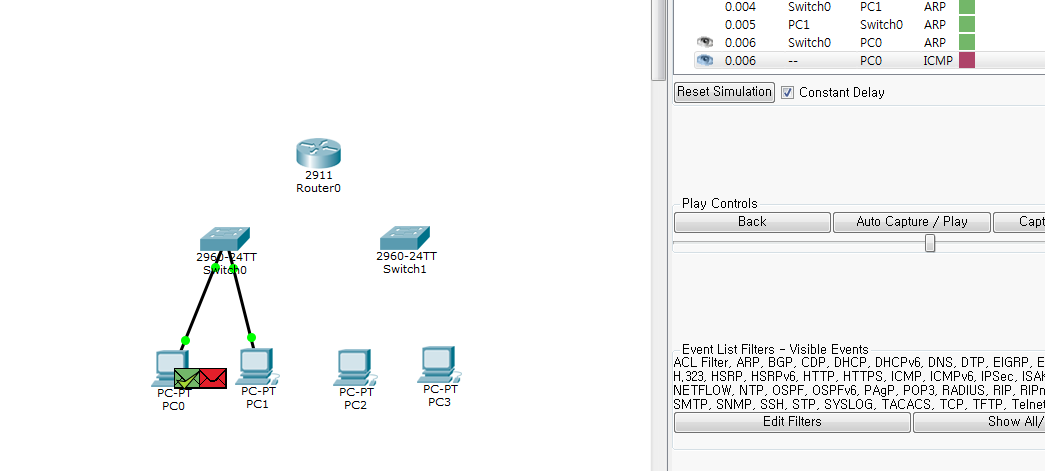 0.004 Switch0 PC1 ARP
0.005 PC1 Switch0 ARP
0.006 Switch0 PC0 ARP
0.006 -- PC0 ICMP
Reset Simulation Constant Delay
2911
Router0
2960-24TT
Switch0
2960-24TT
Switch1
PC-PT
PC0
PC-PT
PC1
PC-PT
PC2
PC-PT
PC3
Play Controls
Back Auto Capture / Play Capt
Event List Filters - Visible Events
ACL Filter, ARP, BGP, CDP, DHCP, DHCPv6, DNS, DTP, EIGRP, E
H.323, HSRP, HSRPv6, HTTP, HTTPS, ICMP, ICMPv6, IPSec, ISAK
NETFLOW, NTP, OSPF, OSPFv6, PAgP, POP3, RADIUS, RIP, RIPn
SMTP, SNMP, SSH, STP, SYSLOG, TACACS, TCP, TFTP, Telnet
Edit Filters Show All/